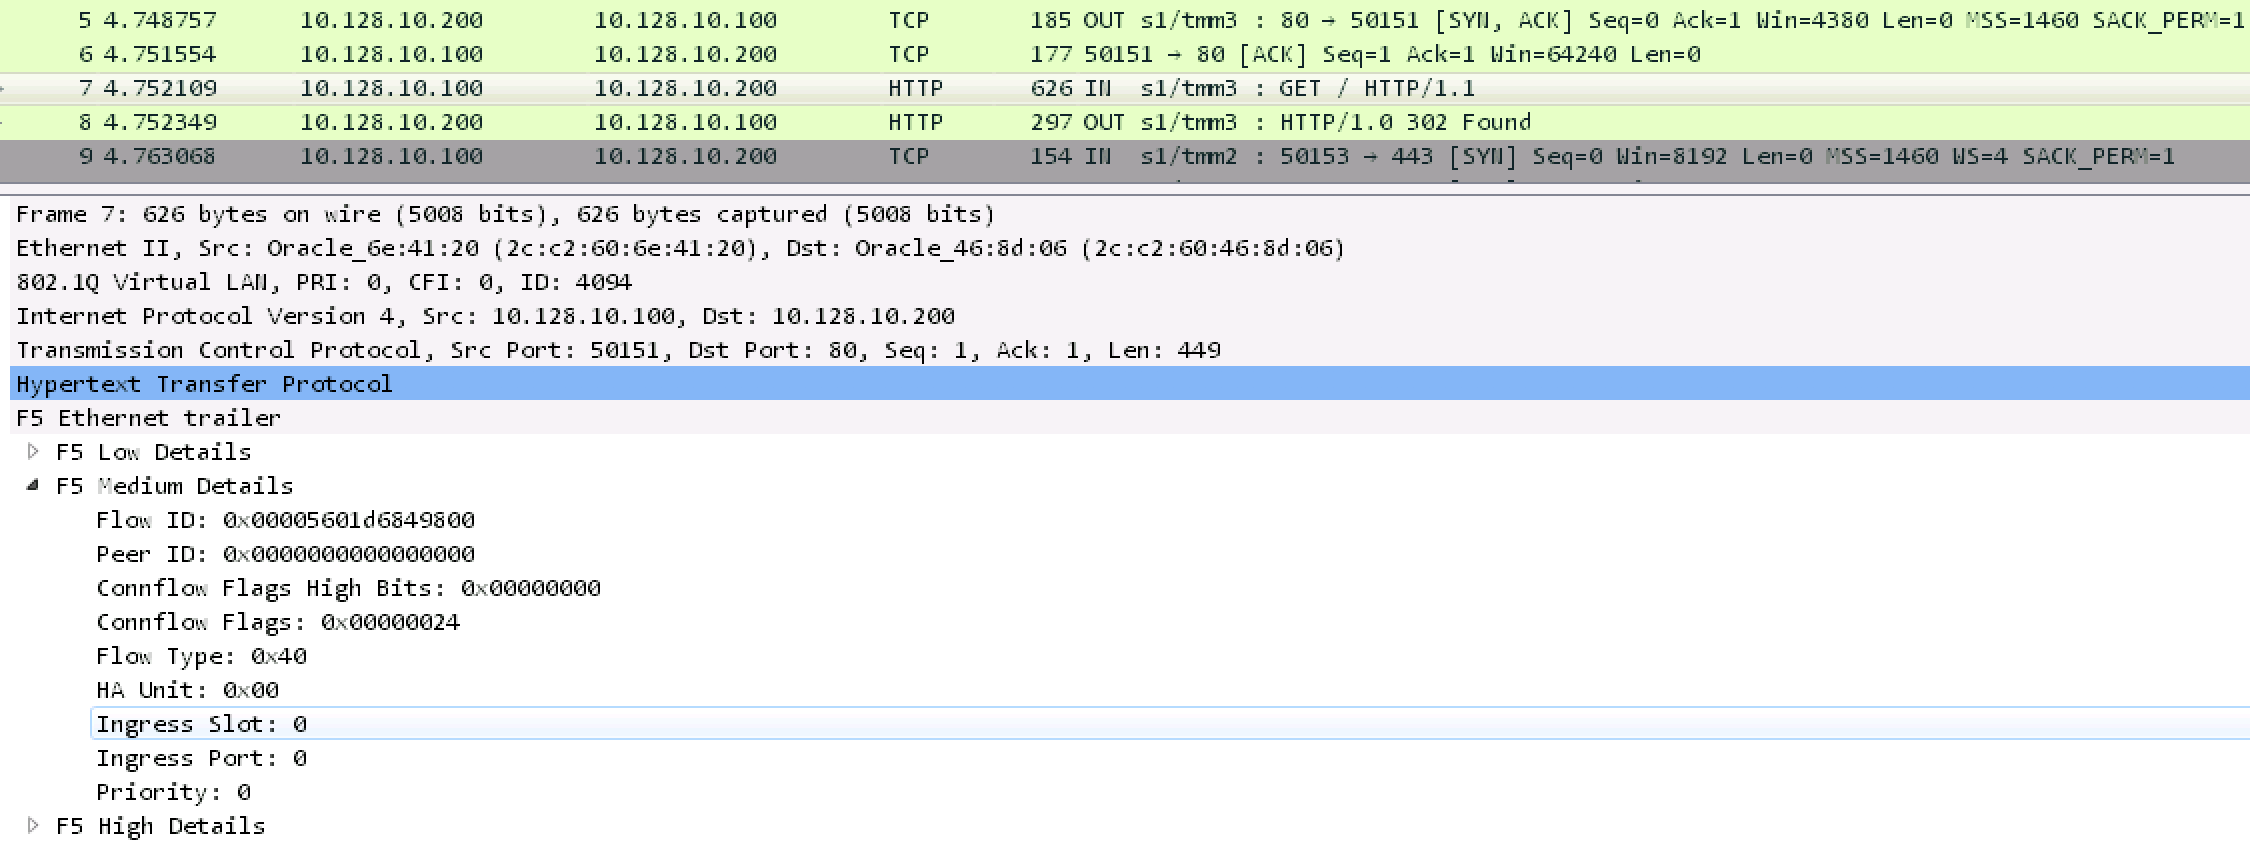 5 4.748757 10.128.10.200 10.128.10.100 TCP 185 OUT s1/tmm3 : 80 → 50151 [SYN, ACK] Seq=0 Ack=1 Win=4380 Len=0 MSS=1460 SACK_PERM=1
6 4.751554 10.128.10.100 10.128.10.200 TCP 177 50151 → 80 [ACK] Seq=1 Ack=1 Win=64240 Len=0
7 4.752109 10.128.10.100 10.128.10.200 HTTP 626 IN s1/tmm3 : GET / HTTP/1.1
8 4.752349 10.128.10.200 10.128.10.100 HTTP 297 OUT s1/tmm3 : HTTP/1.0 302 Found
9 4.763068 10.128.10.100 10.128.10.200 TCP 154 IN s1/tmm2 : 50153 → 443 [SYN] Seq=0 Win=8192 Len=0 MSS=1460 WS=4 SACK_PERM=1
Frame 7: 626 bytes on wire (5008 bits), 626 bytes captured (5008 bits)
Ethernet II, Src: Oracle_6e:41:20 (2c:c2:60:6e:41:20), Dst: Oracle_46:8d:06 (2c:c2:60:46:8d:06)
802.1Q Virtual LAN, PRI: 0, CFI: 0, ID: 4094
Internet Protocol Version 4, Src: 10.128.10.100, Dst: 10.128.10.200
Transmission Control Protocol, Src Port: 50151, Dst Port: 80, Seq: 1, Ack: 1, Len: 449
Hypertext Transfer Protocol
F5 Ethernet trailer
F5 Low Details
F5 Medium Details
Flow ID: 0x00005601d6849800
Peer ID: 0x0000000000000000
Connflow Flags High Bits: 0x00000000
Connflow Flags: 0x00000024
Flow Type: 0x40
HA Unit: 0x00
Ingress Slot: 0
Ingress Port: 0
Priority: 0
F5 High Details